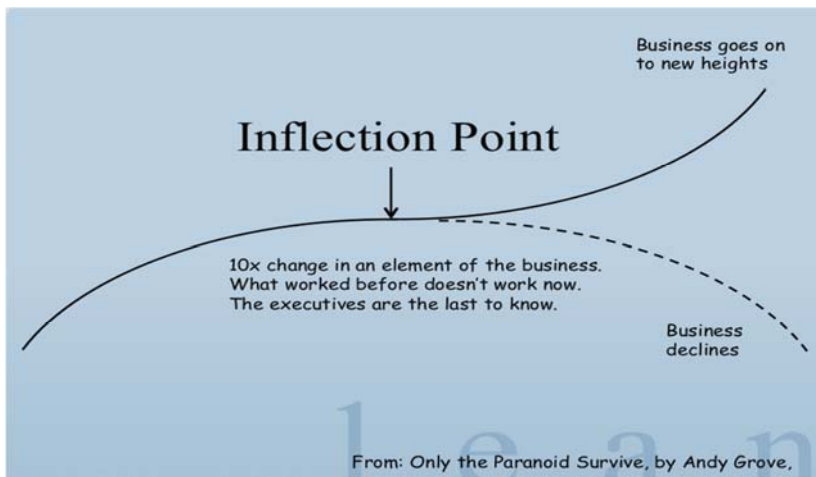 Business goes on
to new heights
Inflection Point
10x change in an element of the business.
What worked before doesn't work now.
The executives are the last to know.
Business
declines
l e a n
From: Only the Paranoid Survive, by Andy Grove,